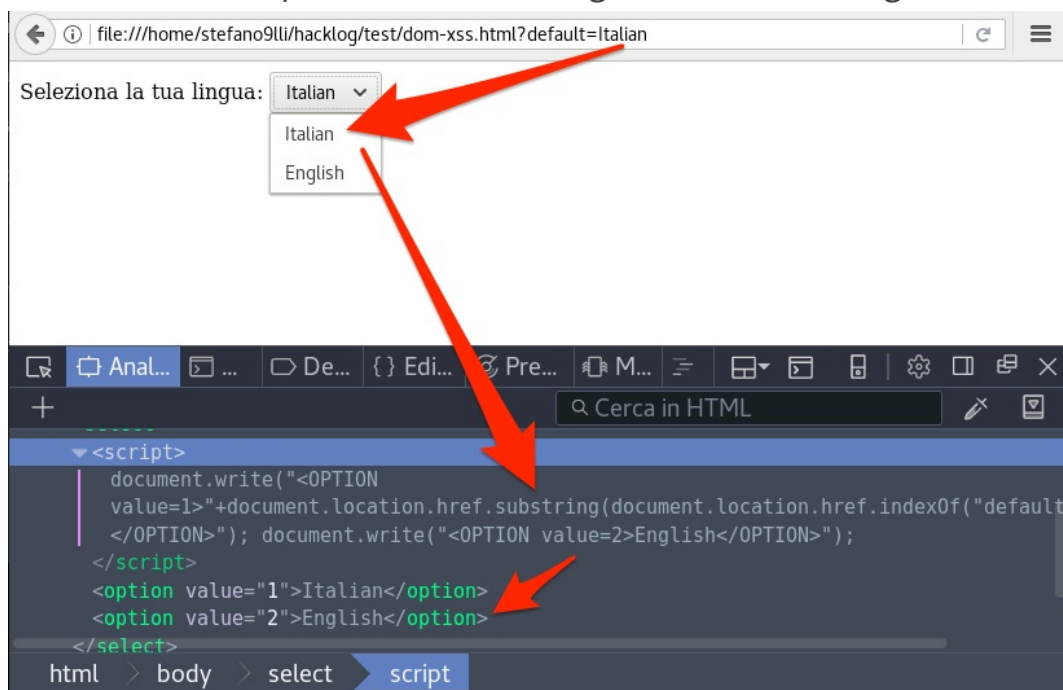 file:///home/stefano9lli/hacklog/test/dom-xss.html?default=Italian
Seleziona la tua lingua: Italian
Italian
English
Anal... ... De... {} Edi... Pre... M...
+ Cerca in HTML
<script>
document.write("<OPTION
value=1>"+document.location.href.substring(document.location.href.indexOf("default
</OPTION>"); document.write("<OPTION value=2>English</OPTION>");
</script>
<option value="1">Italian</option>
<option value="2">English</option>
</select>
html body select script